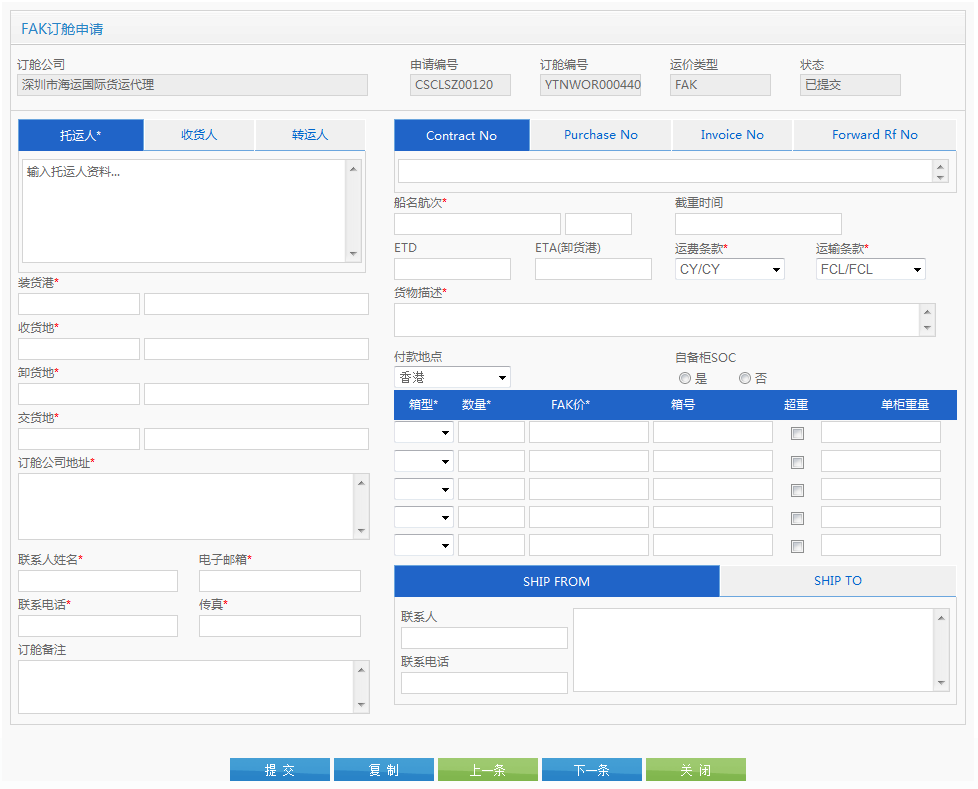 FAK订舱申请
订舱公司 申请编号 订舱编号 运价类型 状态
深圳市海运国际货运代理 CSCLSZ00120 YTNWOR000440 FAK 已提交
托运人* 收货人 转运人
输入托运人资料...
装货港*
收货地*
卸货地*
交货地*
订舱公司地址*
联系人姓名* 电子邮箱*
联系电话* 传真*
订舱备注
Contract No Purchase No Invoice No Forward Rf No
船名航次* 截重时间
ETD ETA(卸货港) 运费条款* 运输条款*
CY/CY FCL/FCL
货物描述*
付款地点 自备柜SOC
香港 是 否
箱型* 数量* FAK价* 箱号 超重 单柜重量
SHIP FROM SHIP TO
联系人
联系电话
提 交 复 制 上一条 下一条 关 闭